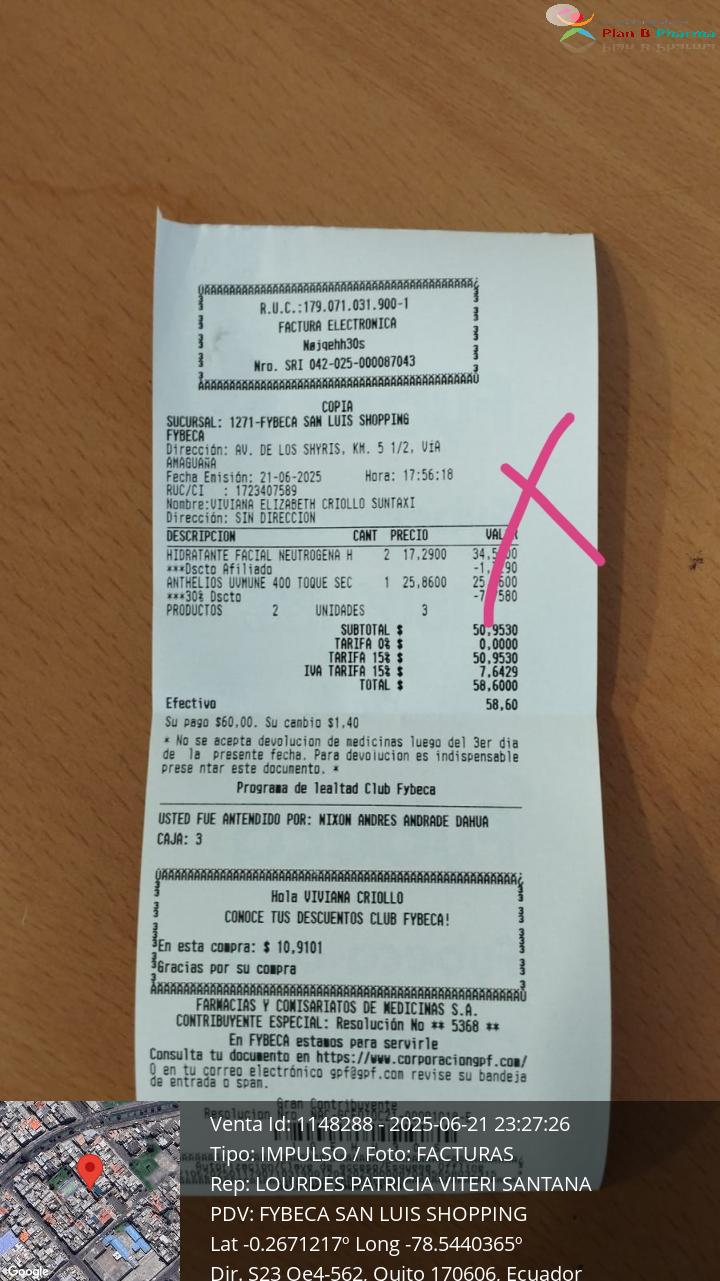 Plan B Pharma
R.U.C.:179.071.031.900-1
FACTURA ELECTRONICA
Nøjqehh30s
Nro. SRI 042-025-000087043
COPIA
SUCURSAL: 1271-FYBECA SAN LUIS SHOPPING
FYBECA
Dirección: AV. DE LOS SHYRIS, KM. 5 1/2, VíA
AMAGUAÑA
Fecha Emisión: 21-06-2025 Hora: 17:56:18
RUC/CI : 1723407589
Nombre:VIVIANA ELIZABETH CRIOLLO SUNTAXI
Dirección: SIN DIRECCION
DESCRIPCION CANT PRECIO VALOR
HIDRATANTE FACIAL NEUTROGENA H 2 17,2900
***Dscto Afiliado
ANTHELIOS UVMUNE 400 TOQUE SEC 1 25,8600
***30% Dscto
PRODUCTOS 2 UNIDADES 3
SUBTOTAL $ 50,9530
TARIFA 0% $ 0,0000
TARIFA 15% $ 50,9530
IVA TARIFA 15% $ 7,6429
TOTAL $ 58,6000
Efectivo 58,60
Su pago $60,00. Su cambio $1,40
* No se acepta devolucion de medicinas luego del 3er dia
de la presente fecha. Para devolucion es indispensable
prese ntar este documento. *
Programa de lealtad Club Fybeca
USTED FUE ANTENDIDO POR: NIXON ANDRES ANDRADE DAHUA
CAJA: 3
Hola VIVIANA CRIOLLO
CONOCE TUS DESCUENTOS CLUB FYBECA!
En esta compra: $ 10,9101
Gracias por su compra
FARMACIAS Y COMISARIATOS DE MEDICINAS S.A.
CONTRIBUYENTE ESPECIAL: Resolución No ** 5368 **
En FYBECA estamos para servirle
Consulta tu documento en https://www.corporaciongpf.com/
O en tu correo electrónico gpf@gpf.com revise su bandeja
de entrada o spam.
Gran Contribuyente
Venta Id: 1148288 - 2025-06-21 23:27:26
Tipo: IMPULSO / Foto: FACTURAS
Rep: LOURDES PATRICIA VITERI SANTANA
PDV: FYBECA SAN LUIS SHOPPING
Lat -0.2671217º Long -78.5440365º
Dir. S23 Oe4-562, Quito 170606, Ecuador
Google